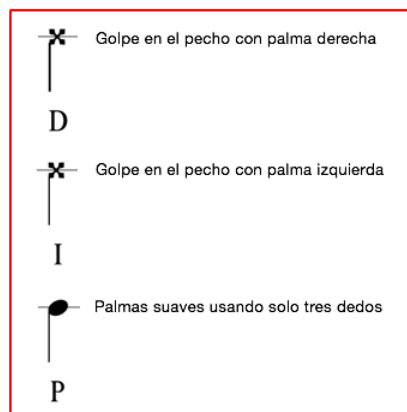 Golpe en el pecho con palma derecha
D
Golpe en el pecho con palma izquierda
I
Palmas suaves usando solo tres dedos
P